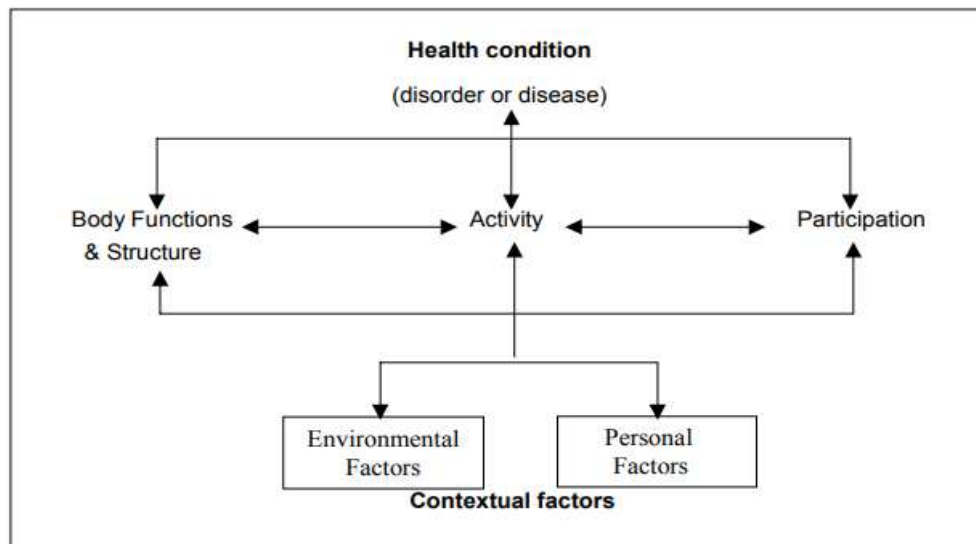 Health condition
(disorder or disease)
Body Functions
& Structure
Activity
Participation
Environmental
Factors
Personal
Factors
Contextual factors